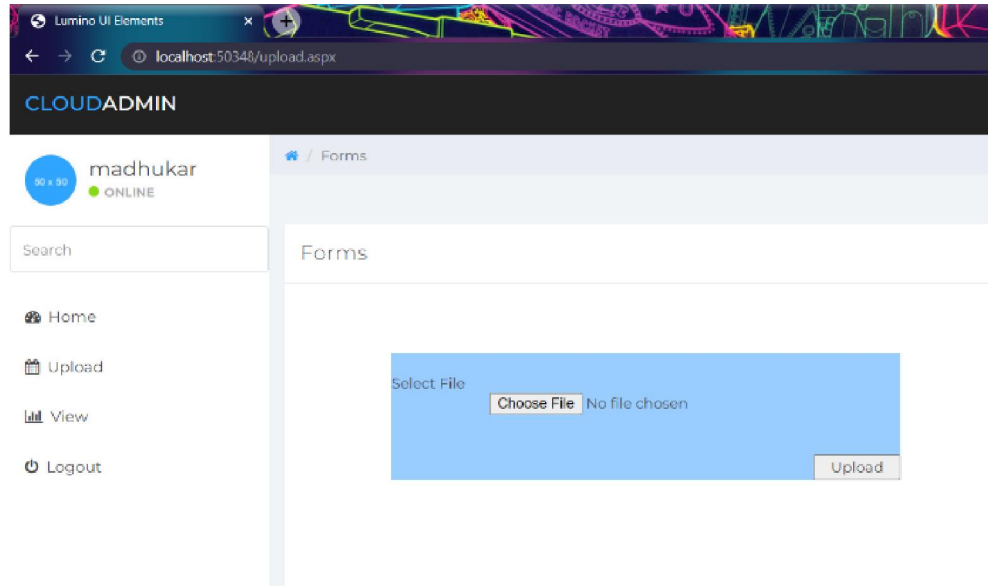 Lumino UI Elements
localhost:50348/upload.aspx
CLOUDADMIN
50 x 50
madhukar
ONLINE
/ Forms
Search
Forms
Home
Upload
View
Logout
Select File
Choose File No file chosen
Upload